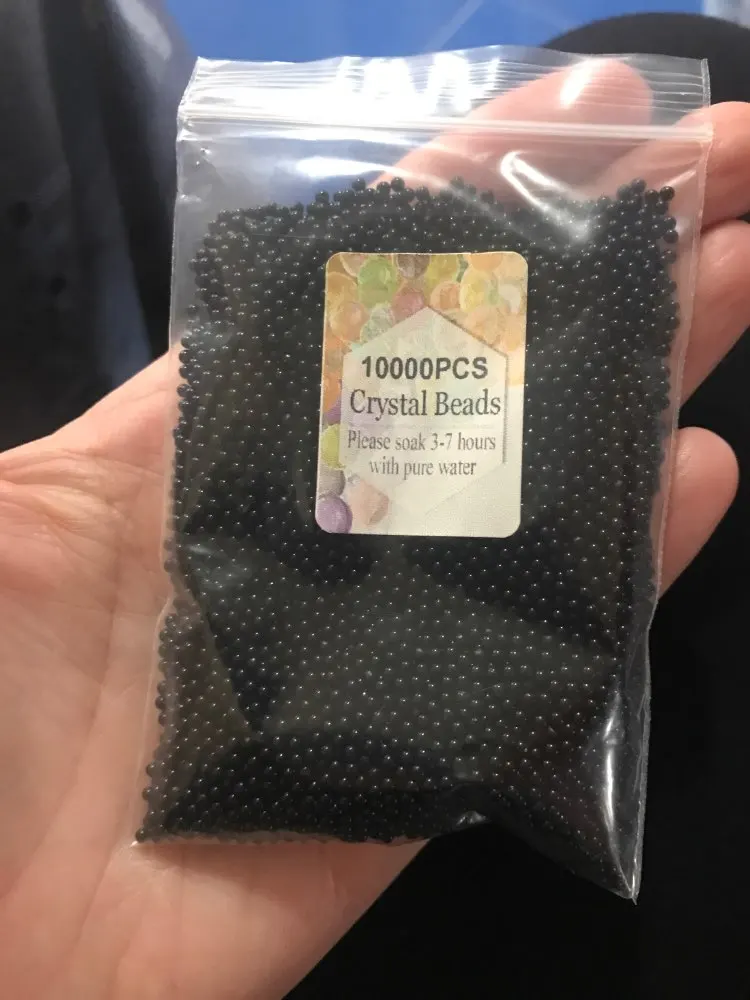 10000PCS
Crystal Beads
Please soak 3-7 hours
with pure water